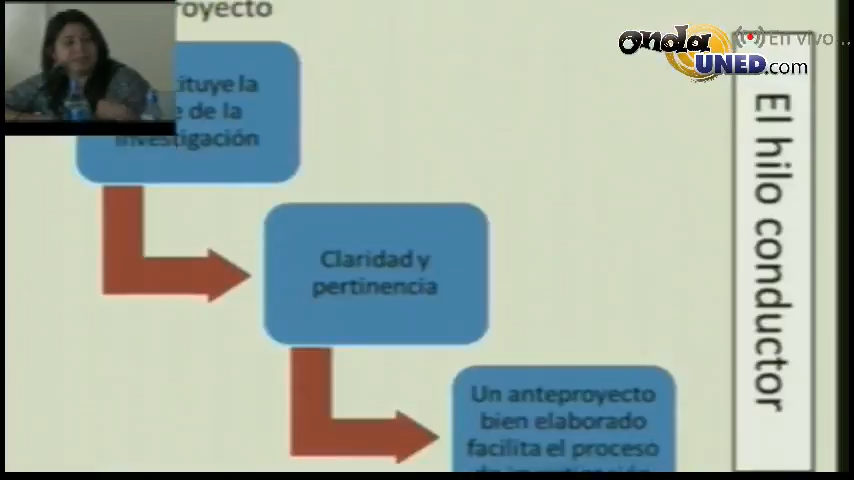 royecto
tituye la
de la
investigación
Claridad y
pertinencia
Un anteproyecto
bien elaborado
facilita el proceso
El hilo conductor
onda
UNED.com
En vivo...